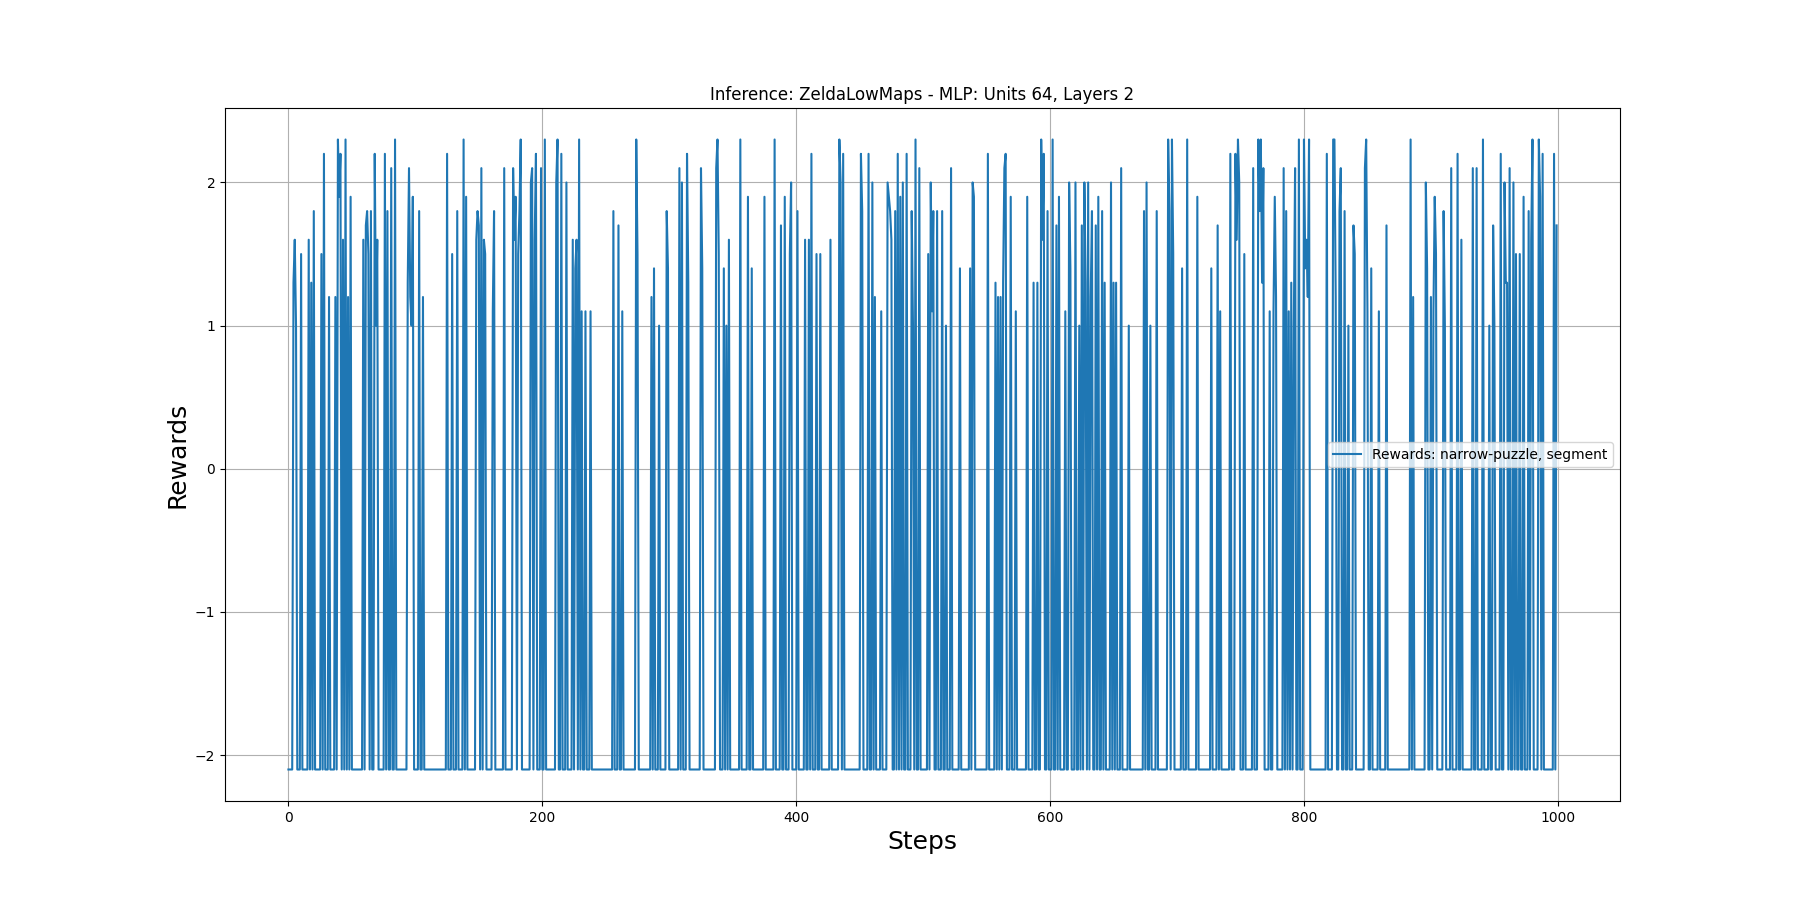 Inference: ZeldaLowMaps - MLP: Units 64, Layers 2
Rewards
2
1
0
−1
−2
Rewards: narrow-puzzle, segment
0 200 400 600 800 1000
Steps